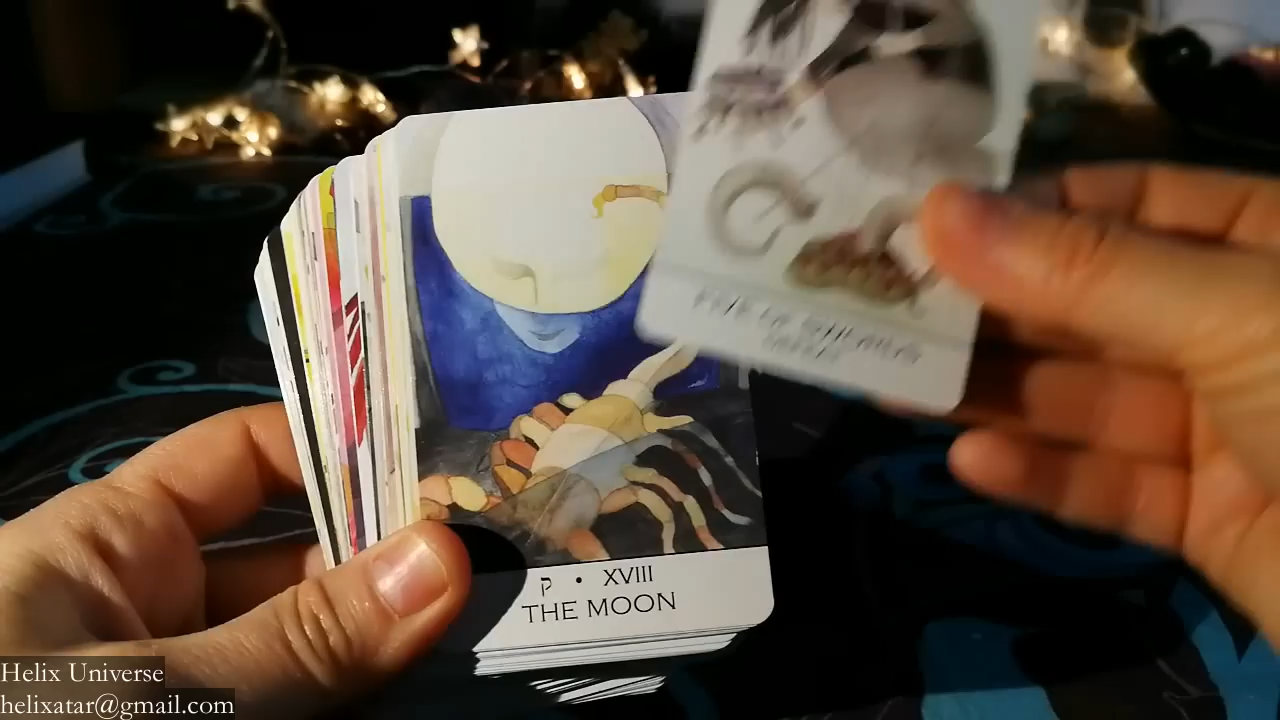 ק • XVIII
THE MOON
Helix Universe
helixatar@gmail.com